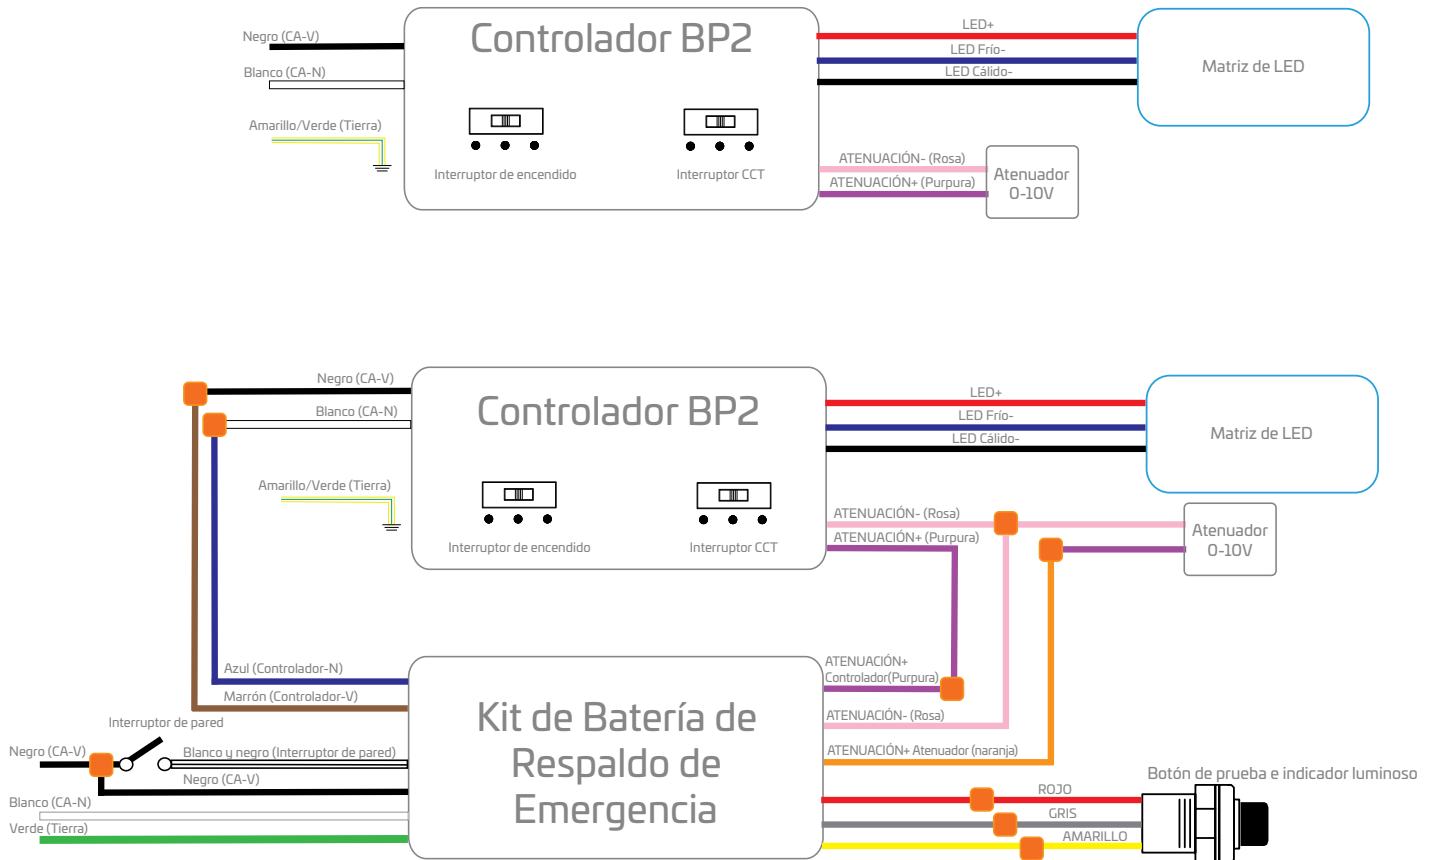 Negro (CA-V)
Blanco (CA-N)
Amarillo/Verde (Tierra)
Controlador BP2
Interruptor de encendido
Interruptor CCT
LED+
LED Frío-
LED Cálido-
Matriz de LED
ATENUACIÓN- (Rosa)
ATENUACIÓN+ (Purpura)
Atenuador
0-10V
Negro (CA-V)
Blanco (CA-N)
Amarillo/Verde (Tierra)
Controlador BP2
Interruptor de encendido
Interruptor CCT
LED+
LED Frío-
LED Cálido-
Matriz de LED
ATENUACIÓN- (Rosa)
ATENUACIÓN+ (Purpura)
Atenuador
0-10V
Azul (Controlador-N)
Marrón (Controlador-V)
Interruptor de pared
Negro (CA-V)
Blanco y negro (Interruptor de pared)
Negro (CA-V)
Blanco (CA-N)
Verde (Tierra)
Kit de Batería de
Respaldo de
Emergencia
ATENUACIÓN+
Controlador(Purpura)
ATENUACIÓN- (Rosa)
ATENUACIÓN+ Atenuador (naranja)
ROJO
GRIS
AMARILLO
Botón de prueba e indicador luminoso